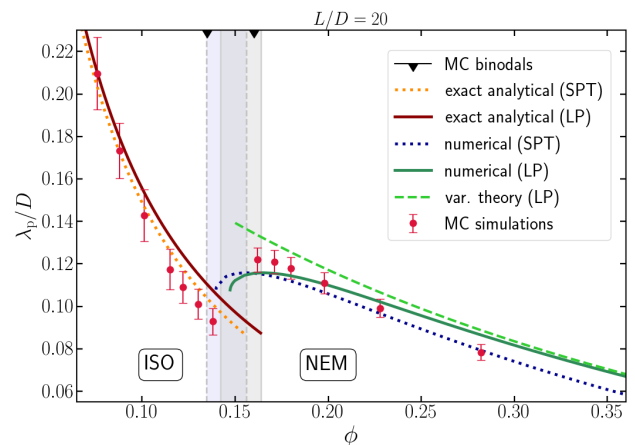 L/D = 20
λp/D
0.22
0.20
0.18
0.16
0.14
0.12
0.10
0.08
0.06
MC binodals
exact analytical (SPT)
exact analytical (LP)
numerical (SPT)
numerical (LP)
var. theory (LP)
MC simulations
ISO
NEM
0.10
0.15
0.20
0.25
0.30
0.35
ϕ